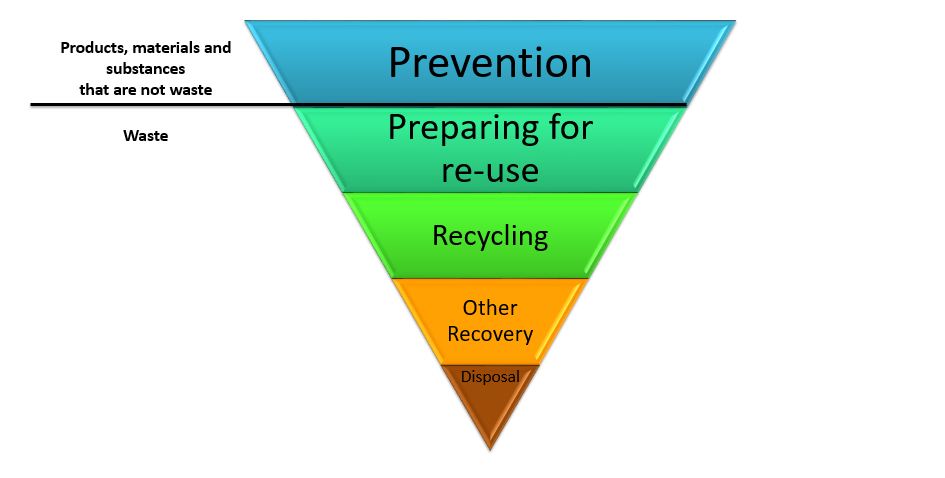 Products, materials and
substances
that are not waste
Prevention
Waste
Preparing for
re-use
Recycling
Other
Recovery
Disposal